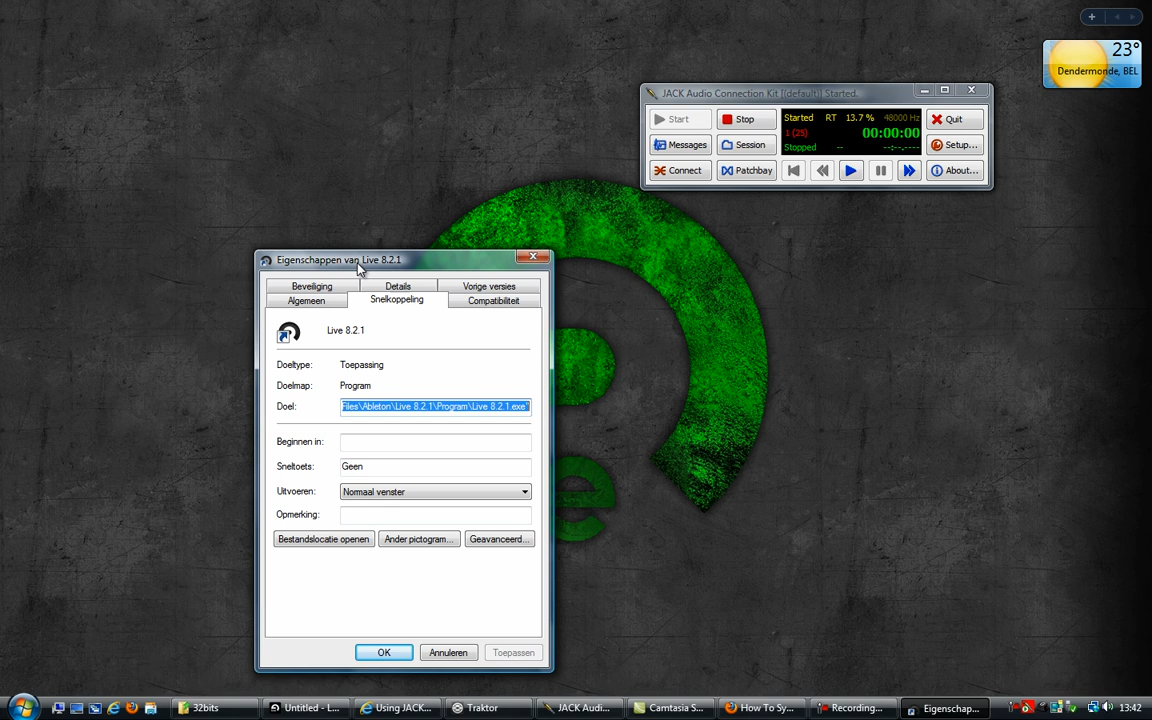 23°
Dendermonde, BEL
JACK Audio Connection Kit [(default)] Started.
Start
Stop
Started RT 13.7 % 48000 Hz
Quit
1 (25) 00:00:00
Messages
Session
Stopped -- --:--.----
Setup...
Connect
Patchbay
About...
Eigenschappen van Live 8.2.1
Beveiliging Details Vorige versies
Algemeen Snelkoppeling Compatibiliteit
Live 8.2.1
Doeltype: Toepassing
Doelmap: Program
Doel: Files\Ableton\Live 8.2.1\Program\Live 8.2.1.exe"
Beginnen in:
Sneltoets: Geen
Uitvoeren: Normaal venster
Opmerking:
Bestandslocatie openen Ander pictogram... Geavanceerd...
OK Annuleren Toepassen
32bits Untitled - L... Using JACK... Traktor JACK Audi... Camtasia S... How To Sy... Recording... Eigenschap... 13:42